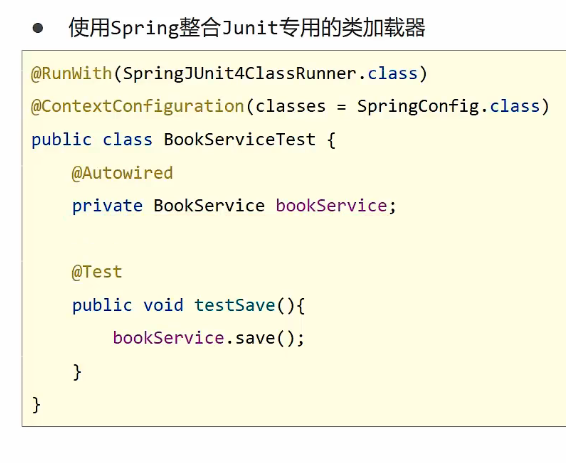 ● 使用Spring整合Junit专用的类加载器
@RunWith(SpringJUnit4ClassRunner.class)
@ContextConfiguration(classes = SpringConfig.class)
public class BookServiceTest {
    @Autowired
    private BookService bookService;

    @Test
    public void testSave(){
        bookService.save();
    }
}